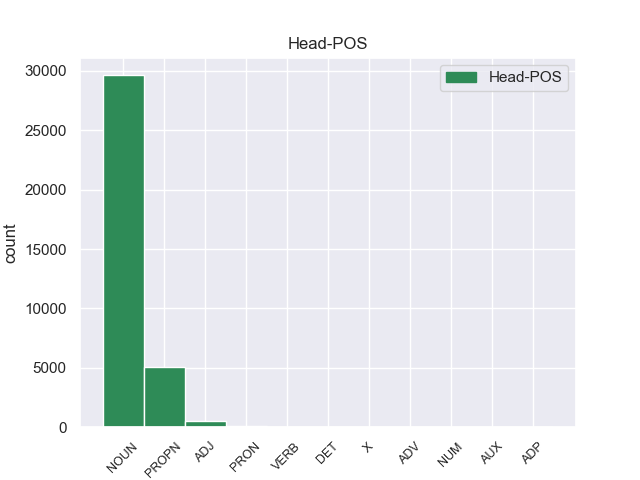 Head-POS
Head-POS
30000
25000
20000
15000
10000
5000
0
count
NOUN PROPN ADJ PRON VERB DET X ADV NUM AUX ADP